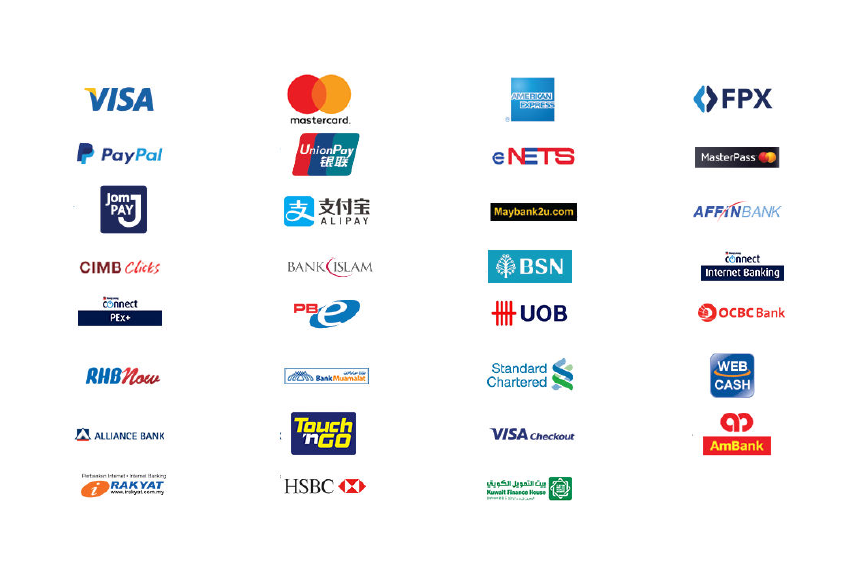 VISA
mastercard.
AMERICAN
EXPRESS
FPX
PayPal
UnionPay
银联
eNETS
MasterPass
Jom
PAY
支付宝
ALIPAY
Maybank2u.com
AFFINBANK
CIMB Clicks
BANK ISLAM
BSN
connect
Internet Banking
connect
PEx+
PBe
UOB
OCBC Bank
RHB Now
Bank Muamalat
Standard
Chartered
WEB
CASH
ALLIANCE BANK
Touch
'nGO
VISA Checkout
AmBank
Perbankan Internet • Internet Banking
i RAKYAT
www.irakyat.com.my
HSBC
بيت التمويل الكويتي
Kuwait Finance House